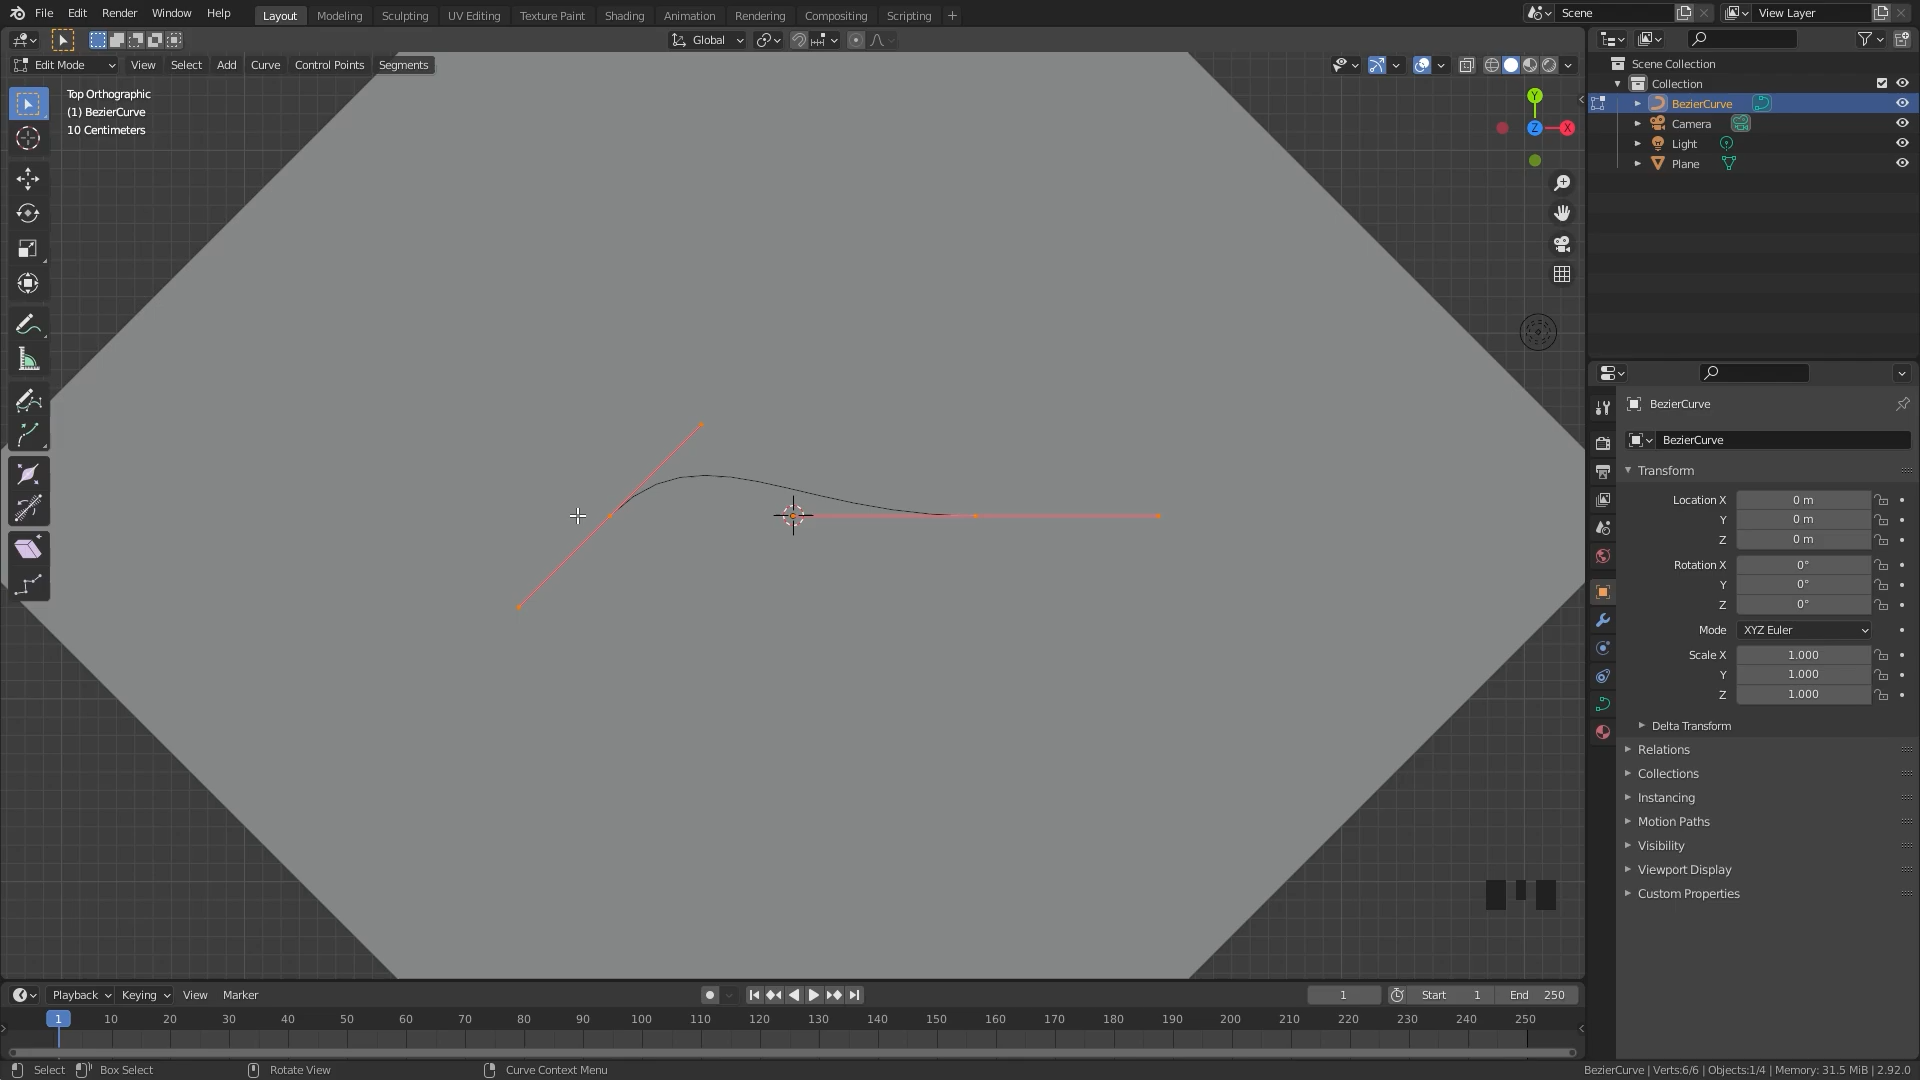 File Edit Render Window Help Layout Modeling Sculpting UV Editing Texture Paint Shading Animation Rendering Compositing Scripting + Scene View Layer
Global
Edit Mode View Select Add Curve Control Points Segments
Top Orthographic
(1) BezierCurve
10 Centimeters
Y
Z X
Scene Collection
Collection
BezierCurve
Camera
Light
Plane
BezierCurve
BezierCurve
Transform
Location X 0 m
Y 0 m
Z 0 m
Rotation X 0°
Y 0°
Z 0°
Mode XYZ Euler
Scale X 1.000
Y 1.000
Z 1.000
Delta Transform
Relations
Collections
Instancing
Motion Paths
Visibility
Viewport Display
Custom Properties
Playback Keying View Marker 1 Start 1 End 250
1 10 20 30 40 50 60 70 80 90 100 110 120 130 140 150 160 170 180 190 200 210 220 230 240 250
Select Box Select Rotate View Curve Context Menu BezierCurve | Verts:6/6 | Objects:1/4 | Memory: 31.5 MiB | 2.92.0